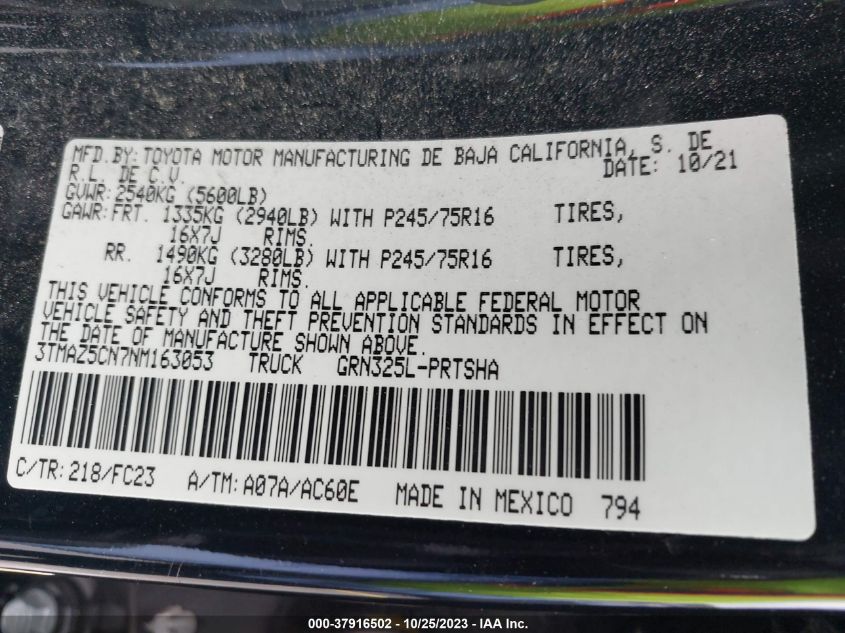 MFD.BY:TOYOTA MOTOR MANUFACTURING DE BAJA CALIFORNIA, S. DE
R.L. DE C.V. DATE: 10/21
GVWR:2540KG (5600LB)
GAWR:FRT. 1335KG (2940LB) WITH P245/75R16 TIRES,
16X7J RIMS.
RR. 1490KG (3280LB) WITH P245/75R16 TIRES,
16X7J RIMS.
THIS VEHICLE CONFORMS TO ALL APPLICABLE FEDERAL MOTOR
VEHICLE SAFETY AND THEFT PREVENTION STANDARDS IN EFFECT ON
THE DATE OF MANUFACTURE SHOWN ABOVE.
3TMAZ5CN7NM163053 TRUCK GRN325L-PRTSHA
C/TR:218/FC23 A/TM:A07A/AC60E MADE IN MEXICO 794
000-37916502 - 10/25/2023 - IAA Inc.